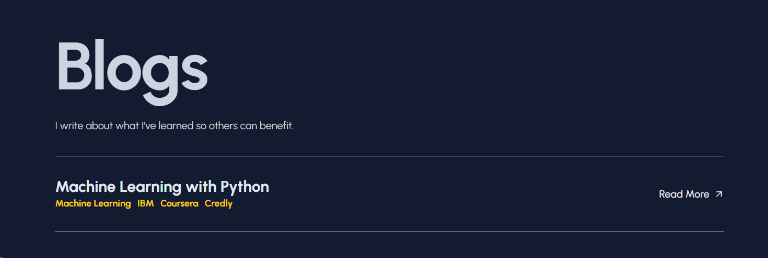 Blogs
I write about what I've learned so others can benefit.
Machine Learning with Python
Machine Learning IBM Coursera Credly
Read More